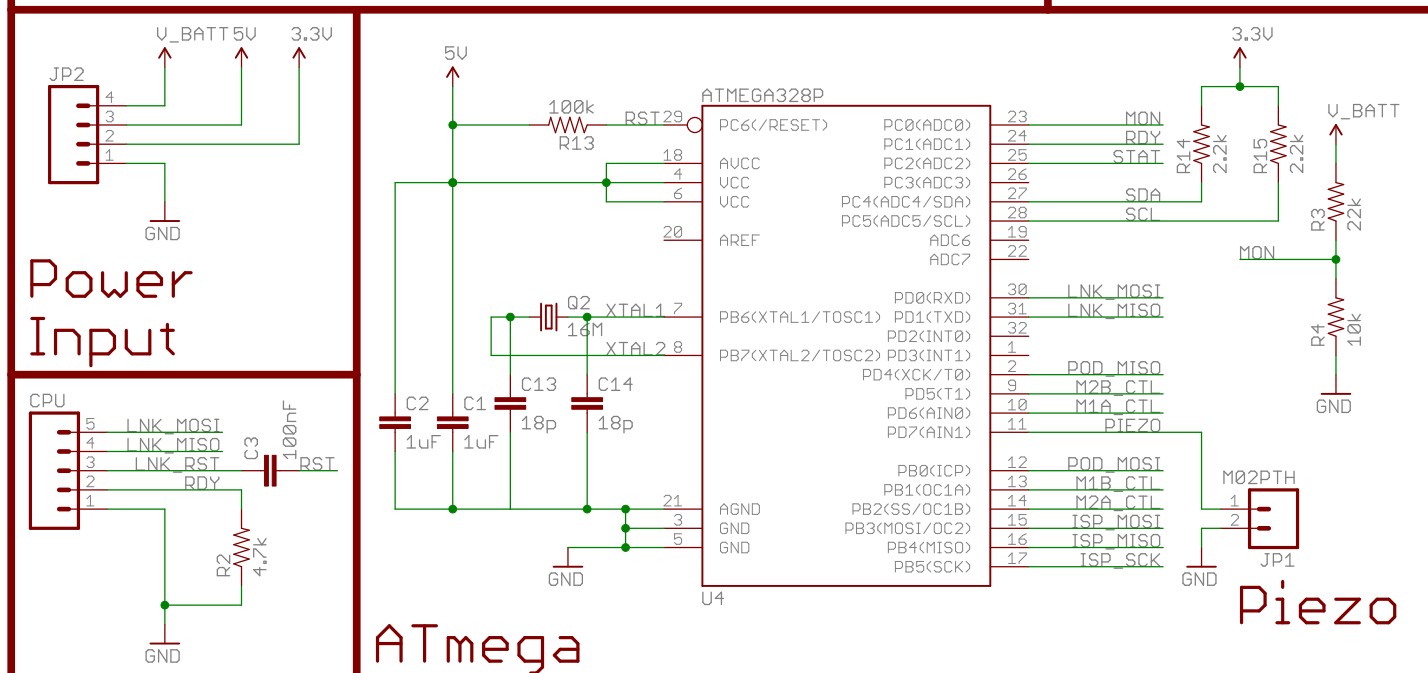 V_BATT 5V 3.3V
JP2
4
3
2
1
GND
Power
Input
CPU
5 LNK_MOSI
4 LNK_MISO
3 LNK_RST
2 RDY
1
C3
100nF
RST
R2
4.7k
GND
5V
100k
R13
RST 29
18
4
6
20
XTAL1 7
XTAL2 8
Q2
16M
C13
18p
C14
18p
C2
1uF
C1
1uF
21
3
5
GND
ATMEGA328P
PC6(/RESET)
AVCC
VCC
VCC
AREF
PB6(XTAL1/TOSC1)
PB7(XTAL2/TOSC2)
AGND
GND
GND
PC0(ADC0) 23 MON
PC1(ADC1) 24 RDY
PC2(ADC2) 25 STAT
PC3(ADC3) 26
PC4(ADC4/SDA) 27 SDA
PC5(ADC5/SCL) 28 SCL
ADC6 19
ADC7 22
PD0(RXD) 30 LNK_MOSI
PD1(TXD) 31 LNK_MISO
PD2(INT0) 32
PD3(INT1) 1
PD4(XCK/T0) 2 POD_MISO
PD5(T1) 9 M2B_CTL
PD6(AIN0) 10 M1A_CTL
PD7(AIN1) 11 PIEZO
PB0(ICP) 12 POD_MOSI
PB1(OC1A) 13 M1B_CTL
PB2(SS/OC1B) 14 M2A_CTL
PB3(MOSI/OC2) 15 ISP_MOSI
PB4(MISO) 16 ISP_MISO
PB5(SCK) 17 ISP_SCK
U4
ATmega
3.3V
R14
2.2k
R15
2.2k
V_BATT
R3
22k
MON
R4
10k
GND
M02PTH
1
2
JP1
GND
Piezo